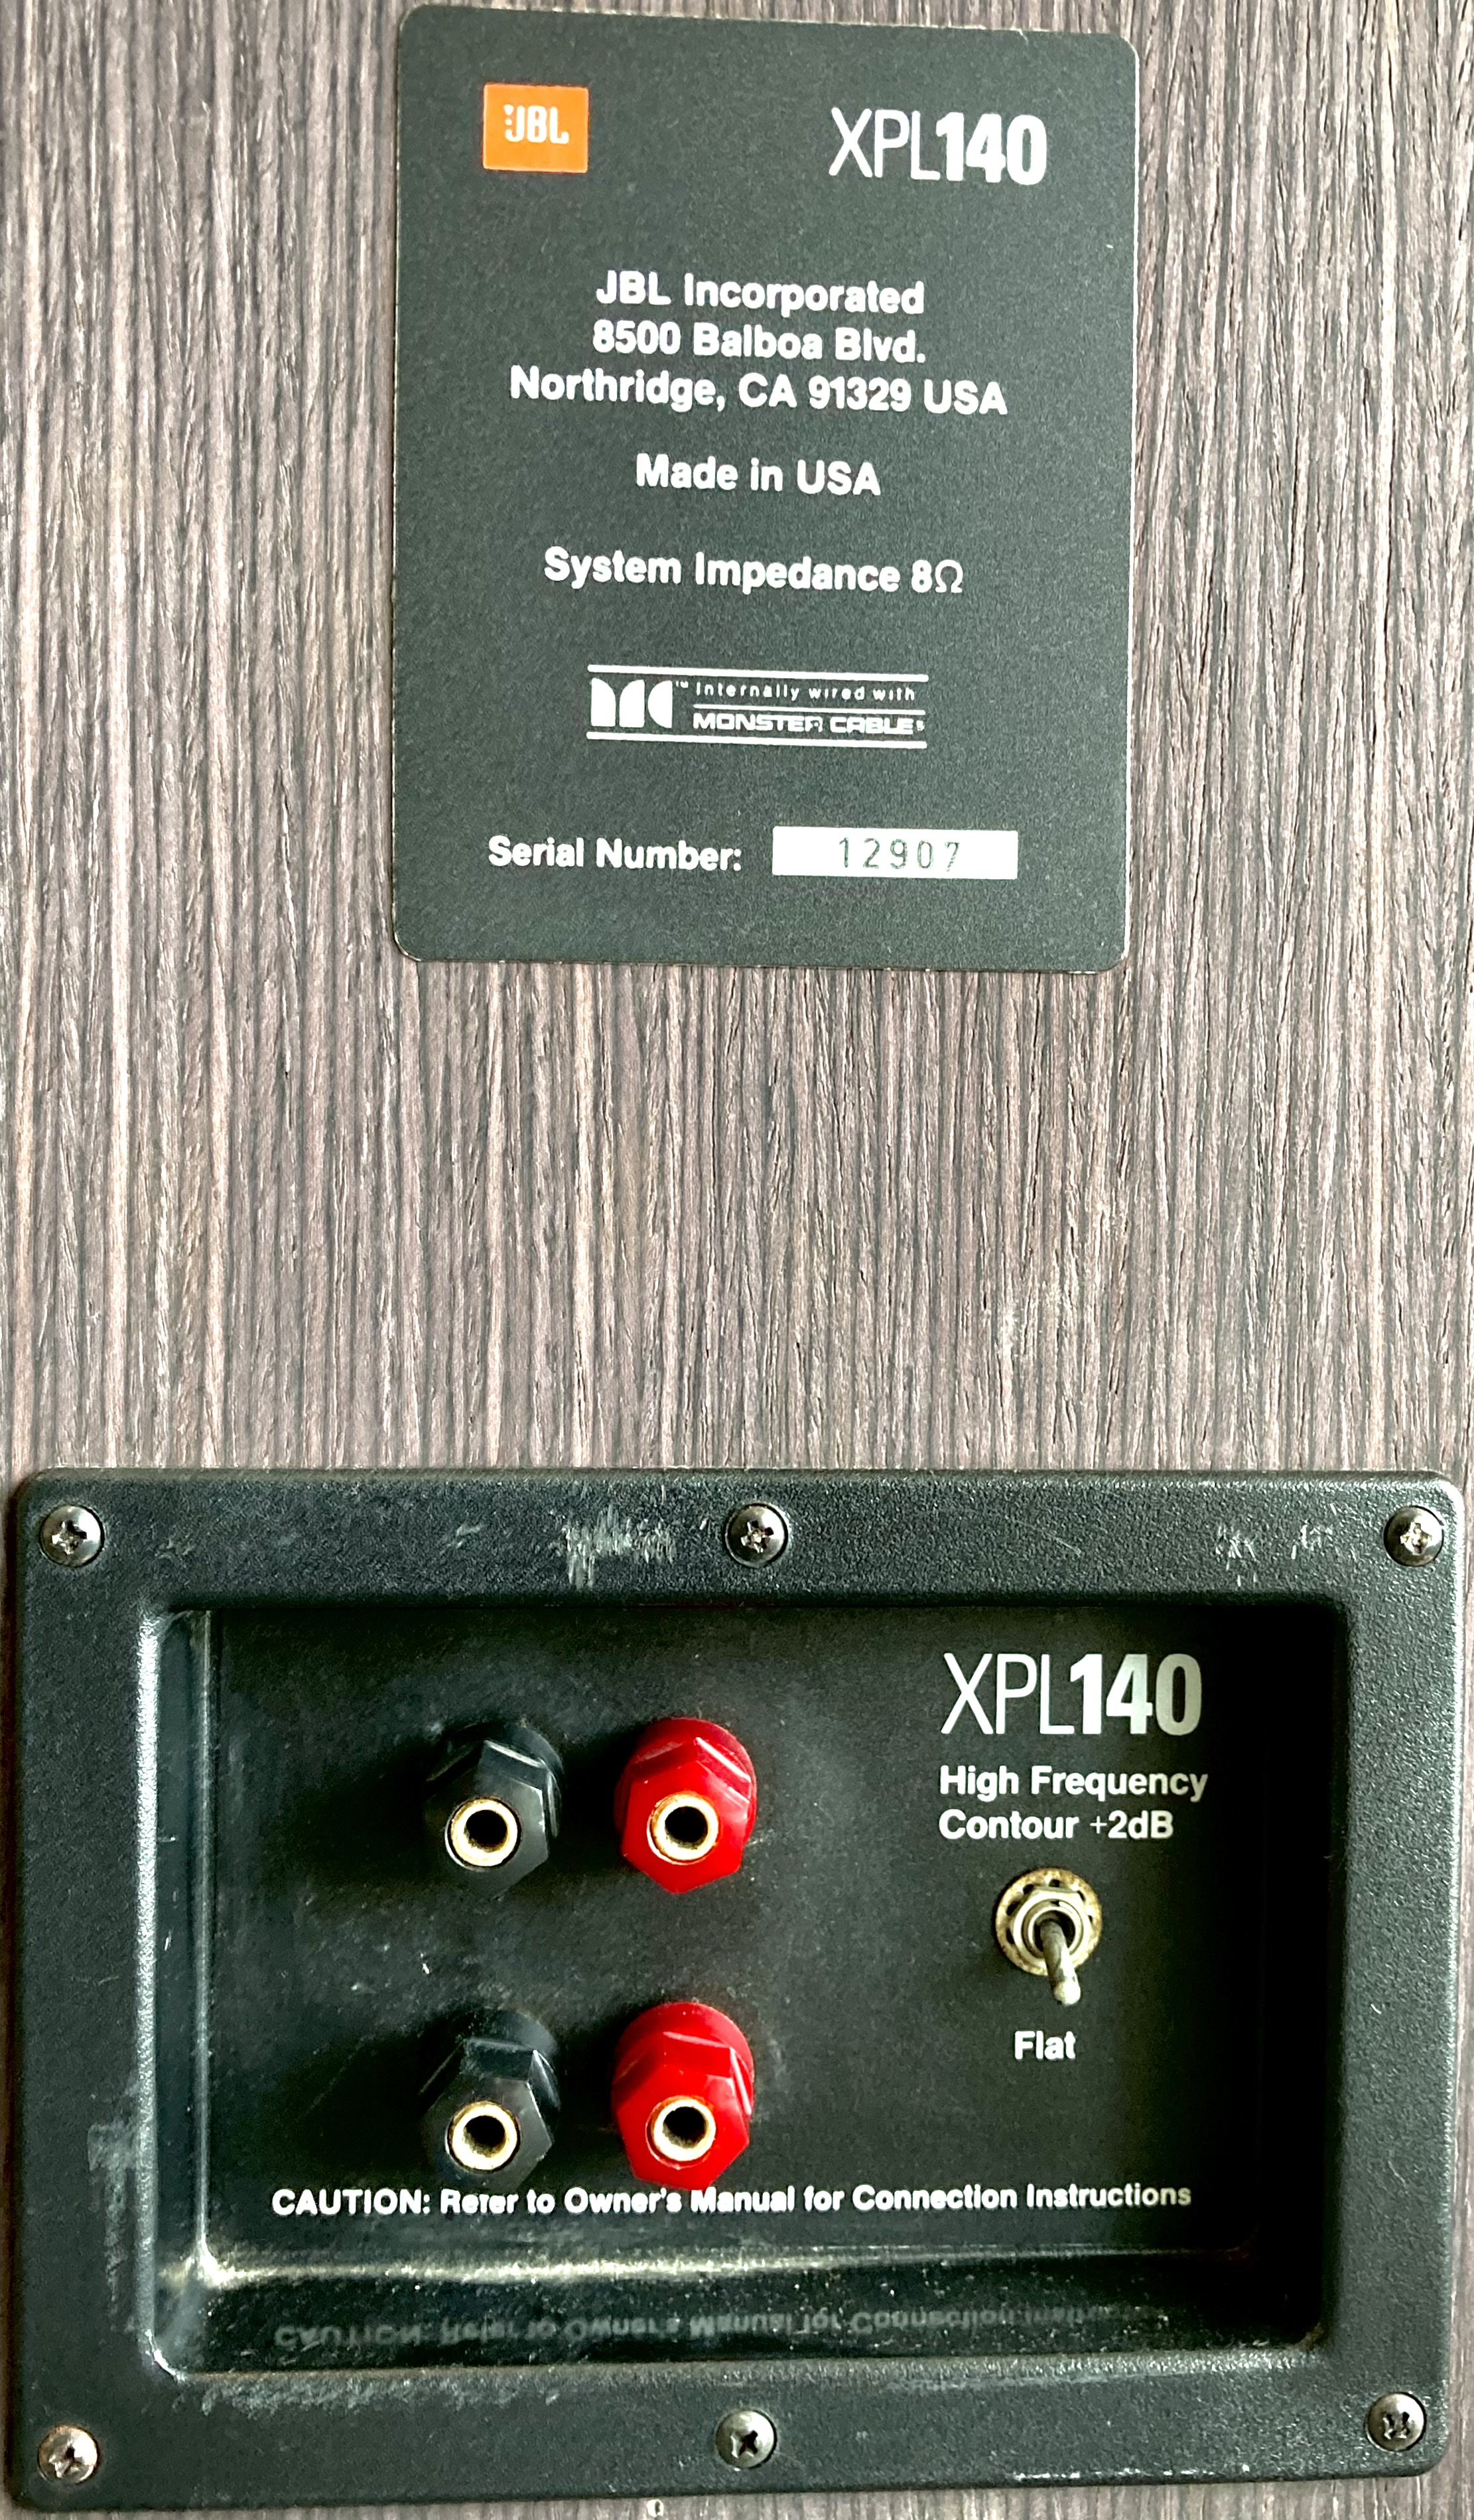 JBL
XPL140
JBL Incorporated
8500 Balboa Blvd.
Northridge, CA 91329 USA
Made in USA
System Impedance 8Ω
MC™ Internally wired with
MONSTER CABLE®
Serial Number: 12907
XPL140
High Frequency
Contour +2dB
Flat
CAUTION: Refer to Owner's Manual for Connection Instructions